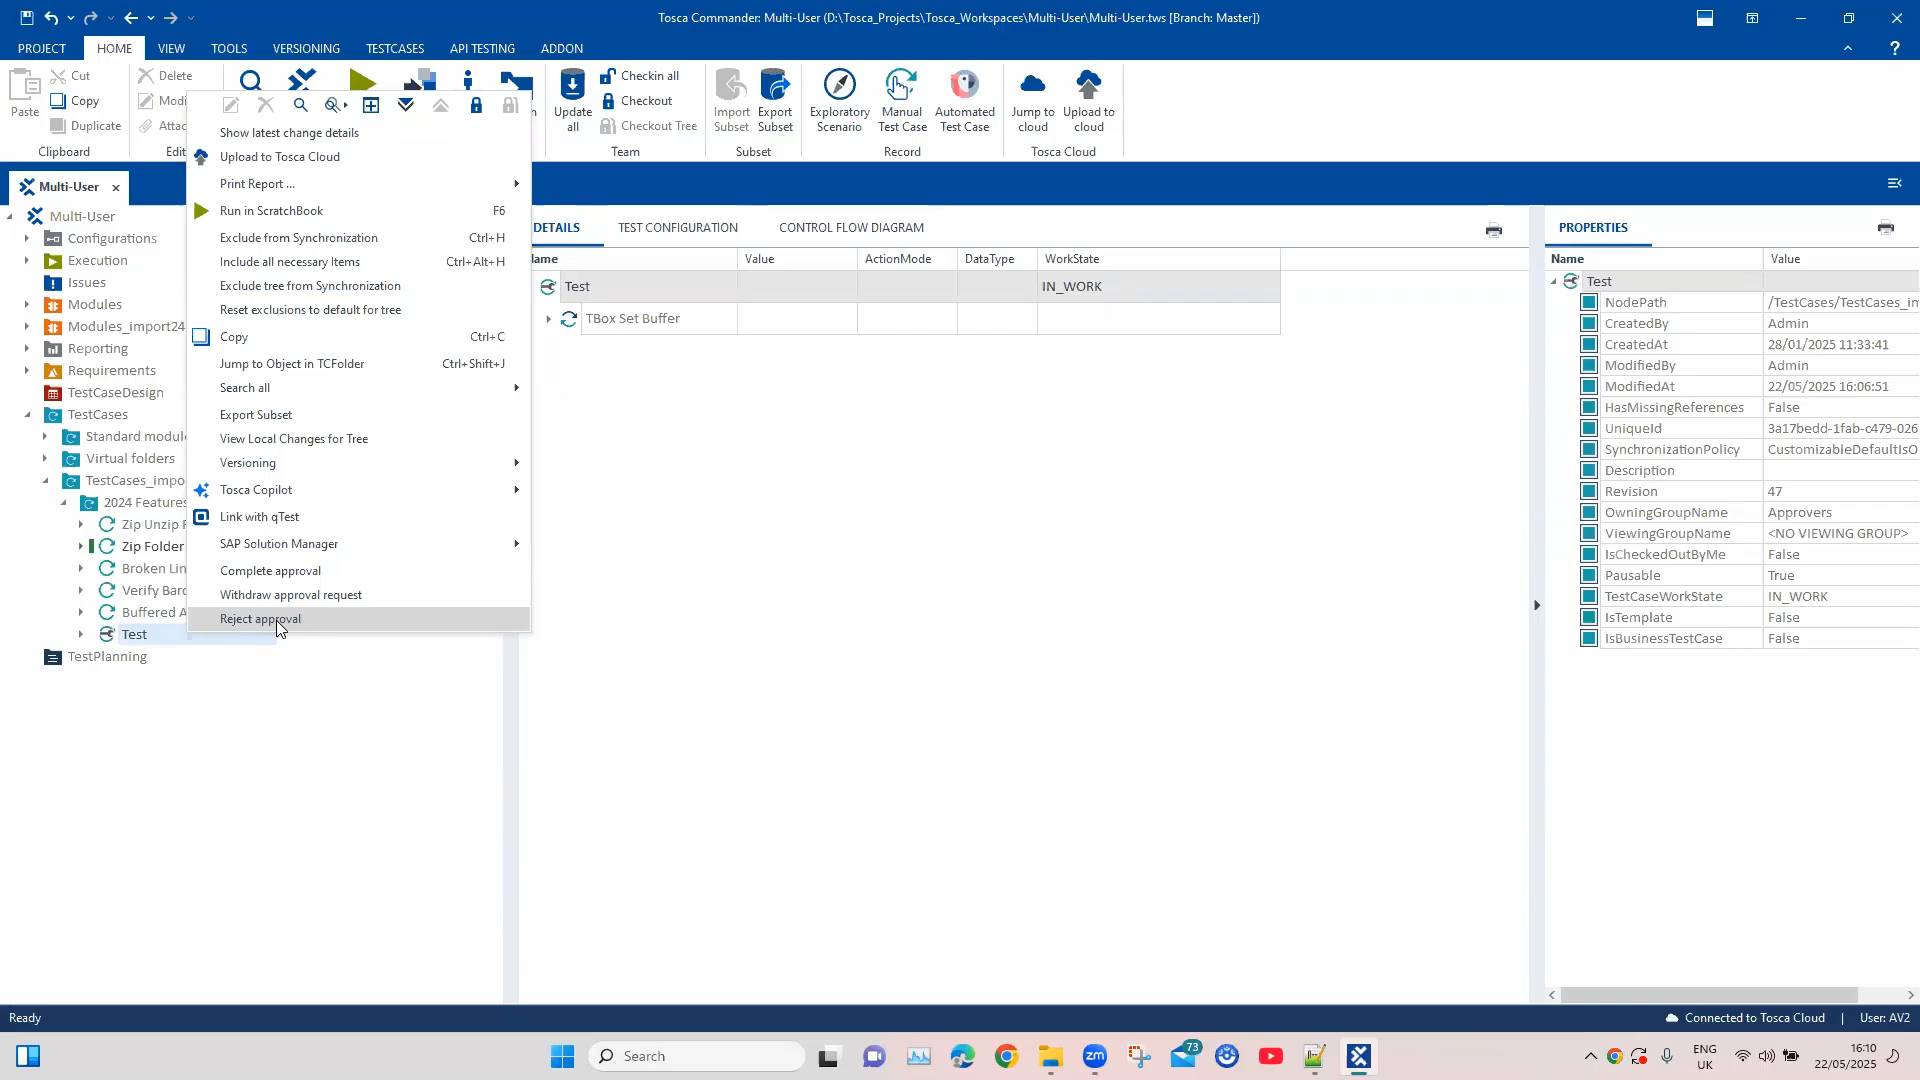 Tosca Commander: Multi-User (D:\Tosca_Projects\Tosca_Workspaces\Multi-User\Multi-User.tws [Branch: Master])
PROJECT HOME VIEW TOOLS VERSIONING TESTCASES API TESTING ADDON
?
Paste
Cut
Copy
Duplicate
Clipboard
Delete
Update all
Checkin all
Checkout
Checkout Tree
Team
Import Subset
Export Subset
Subset
Exploratory Scenario
Manual Test Case
Automated Test Case
Record
Jump to cloud
Upload to cloud
Tosca Cloud
Multi-User
Multi-User
Configurations
Execution
Issues
Modules
Modules_import24
Reporting
Requirements
TestCaseDesign
TestCases
Standard
Virtual folders
2024
Zip Unzip
Zip Folder
Broken
Verify
Buffered
Test
TestPlanning
Show latest change details
Upload to Tosca Cloud
Print Report ...
Run in ScratchBook F6
Exclude from Synchronization Ctrl+H
Include all necessary Items Ctrl+Alt+H
Exclude tree from Synchronization
Reset exclusions to default for tree
Copy Ctrl+C
Jump to Object in TCFolder Ctrl+Shift+J
Search all
Export Subset
View Local Changes for Tree
Versioning
Tosca Copilot
Link with qTest
SAP Solution Manager
Complete approval
Withdraw approval request
Reject approval
DETAILS TEST CONFIGURATION CONTROL FLOW DIAGRAM
Value ActionMode DataType WorkState
Test IN_WORK
TBox Set Buffer
PROPERTIES
Name Value
Test
NodePath /TestCases/TestCases_im
CreatedBy Admin
CreatedAt 28/01/2025 11:33:41
ModifiedBy Admin
ModifiedAt 22/05/2025 16:06:51
HasMissingReferences False
UniqueId 3a17bedd-1fab-c479-026
SynchronizationPolicy CustomizableDefaultIsO
Description
Revision 47
OwningGroupName Approvers
ViewingGroupName <NO VIEWING GROUP>
IsCheckedOutByMe False
Pausable True
TestCaseWorkState IN_WORK
IsTemplate False
IsBusinessTestCase False
Ready
Connected to Tosca Cloud | User: AV2
Search
zm
73
ENG
UK
16:10
22/05/2025